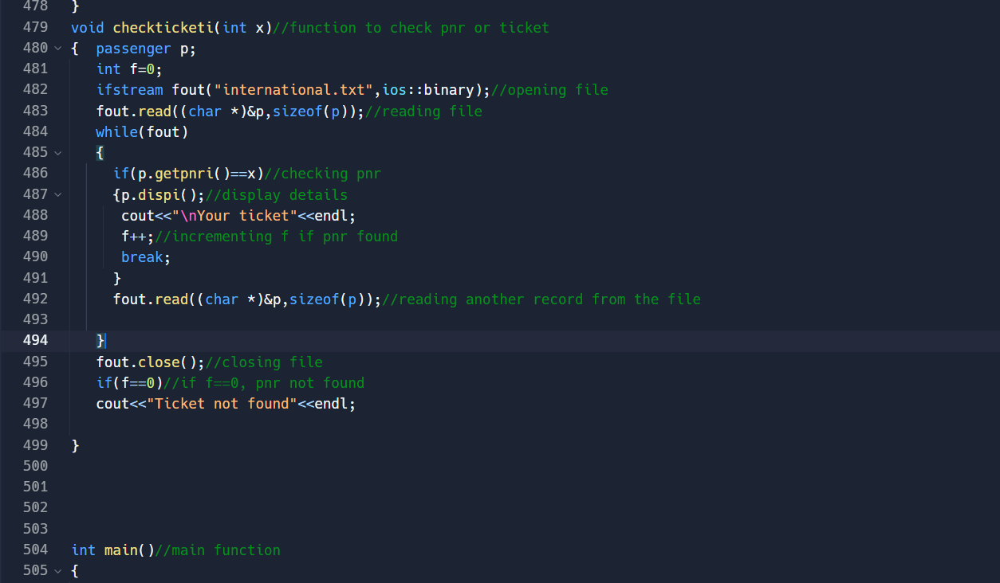 478 }
479 void checkticketi(int x)//function to check pnr or ticket
480 { passenger p;
481 int f=0;
482 ifstream fout("international.txt",ios::binary);//opening file
483 fout.read((char *)&p,sizeof(p));//reading file
484 while(fout)
485 {
486 if(p.getpnri()==x)//checking pnr
487 {p.dispi();//display details
488 cout<<"\nYour ticket"<<endl;
489 f++;//incrementing f if pnr found
490 break;
491 }
492 fout.read((char *)&p,sizeof(p));//reading another record from the file
493
494 }
495 fout.close();//closing file
496 if(f==0)//if f==0, pnr not found
497 cout<<"Ticket not found"<<endl;
498
499 }
500
501
502
503
504 int main()//main function
505 {